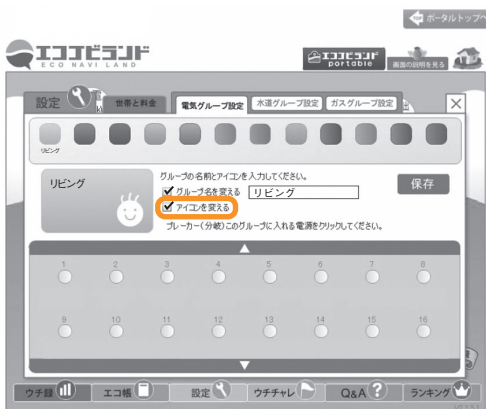 ポータルトップへ
エコナビランド
ECO NAVI LAND
エコナビランド
portable
画面の説明を見る
設定
世帯と料金
電気グループ設定
水道グループ設定
ガスグループ設定
リビング
リビング
グループの名前とアイコンを入力してください。
グループ名を変える リビング
保存
アイコンを変える
ブレーカー(分岐)このグループに入れる電源をクリックしてください。
1 2 3 4 5 6 7 8
9 10 11 12 13 14 15 16
ウチ録 エコ帳 設定 ウチチャレ Q&A ランキング